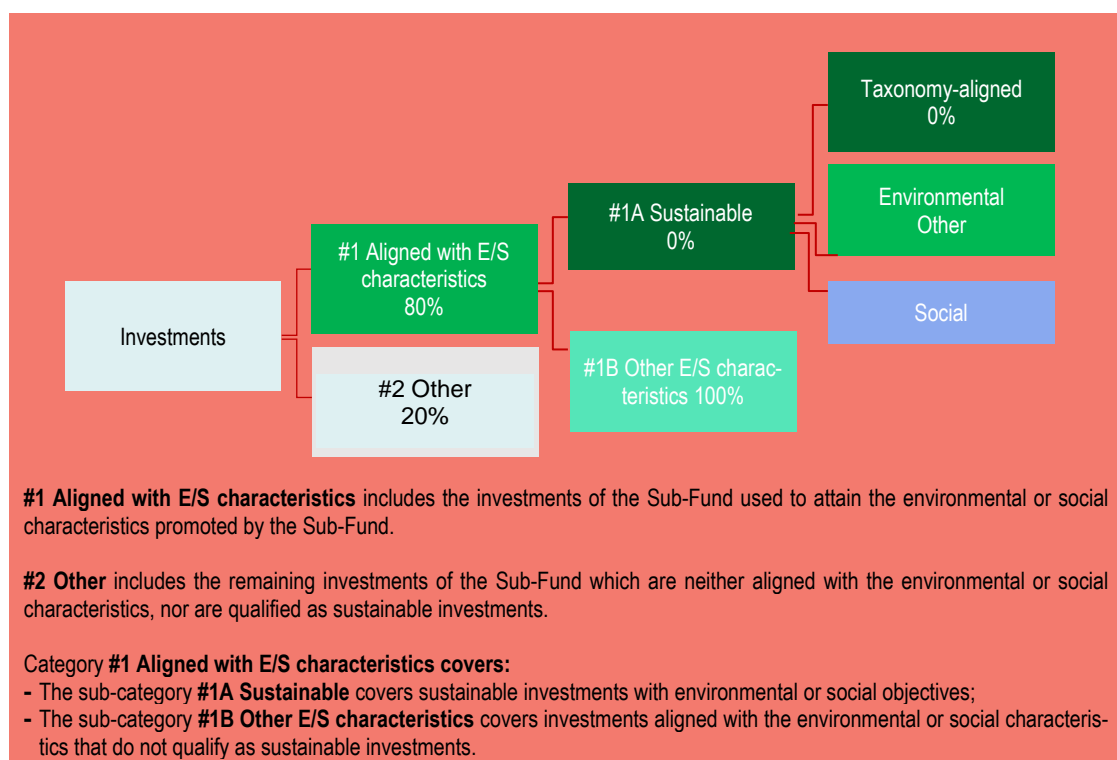 Taxonomy-aligned
0%
Environmental
Other
Social
#1A Sustainable
0%
#1B Other E/S charac-
teristics 100%
#1 Aligned with E/S
characteristics
80%
#2 Other
20%
Investments
#1 Aligned with E/S characteristics includes the investments of the Sub-Fund used to attain the environmental or social
characteristics promoted by the Sub-Fund.
#2 Other includes the remaining investments of the Sub-Fund which are neither aligned with the environmental or social
characteristics, nor are qualified as sustainable investments.
Category #1 Aligned with E/S characteristics covers:
- The sub-category #1A Sustainable covers sustainable investments with environmental or social objectives;
- The sub-category #1B Other E/S characteristics covers investments aligned with the environmental or social characteris-
tics that do not qualify as sustainable investments.